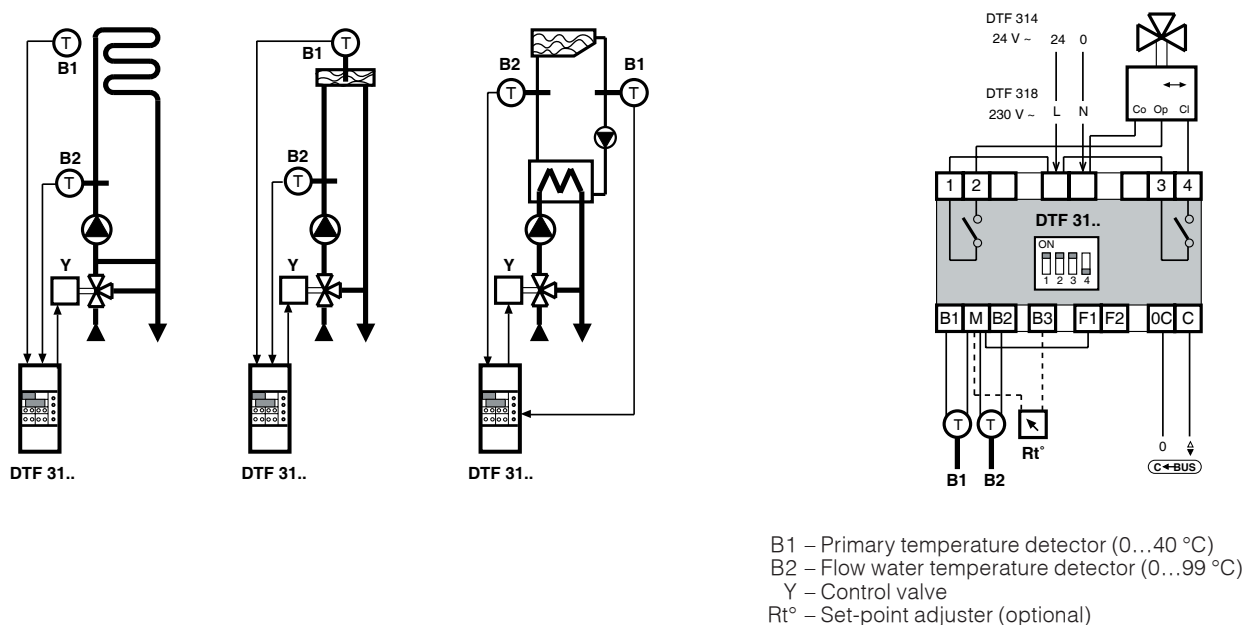 T
B1
B2
T
Y
DTF 31..
B1
T
B2
T
Y
DTF 31..
B2
T
B1
T
Y
DTF 31..
DTF 314
24 V ~ 24 0
DTF 318
230 V ~ L N
Co Op Cl
1 2 3 4
DTF 31..
ON
1 2 3 4
B1 M B2 B3 F1 F2 0C C
T T
Rt°
B1 B2
0
C BUS
B1 – Primary temperature detector (0...40 °C)
B2 – Flow water temperature detector (0...99 °C)
Y – Control valve
Rt° – Set-point adjuster (optional)